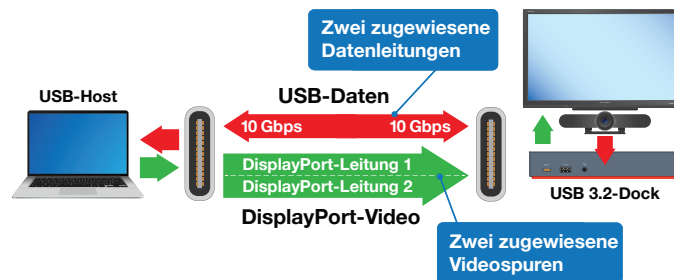 Zwei zugewiesene
Datenleitungen
USB-Host
USB-Daten
10 Gbps 10 Gbps
DisplayPort-Leitung 1
DisplayPort-Leitung 2
USB 3.2-Dock
DisplayPort-Video
Zwei zugewiesene
Videospuren